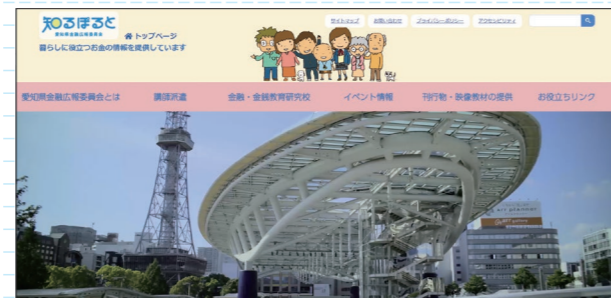 知るぽると
愛知県金融広報委員会
トップページ
サイトマップ
お問い合わせ
プライバシーポリシー
アクセシビリティ
暮らしに役立つお金の情報を提供しています
愛知県金融広報委員会とは
講師派遣
金融・金銭教育研究校
イベント情報
刊行物・映像教材の提供
お役立ちリンク